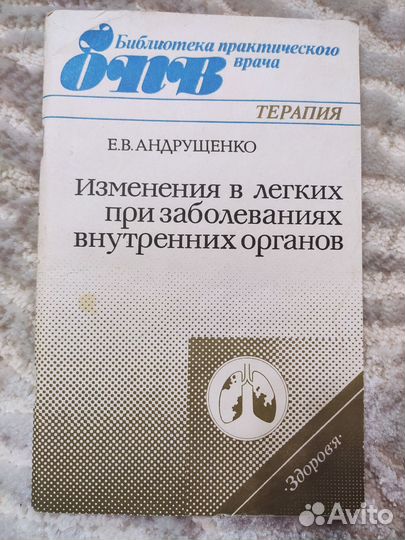 Библиотека практического
врача
бпв
ТЕРАПИЯ
Е.В.АНДРУЩЕНКО
Изменения в легких
при заболеваниях
внутренних органов
·Здоровя·
Avito